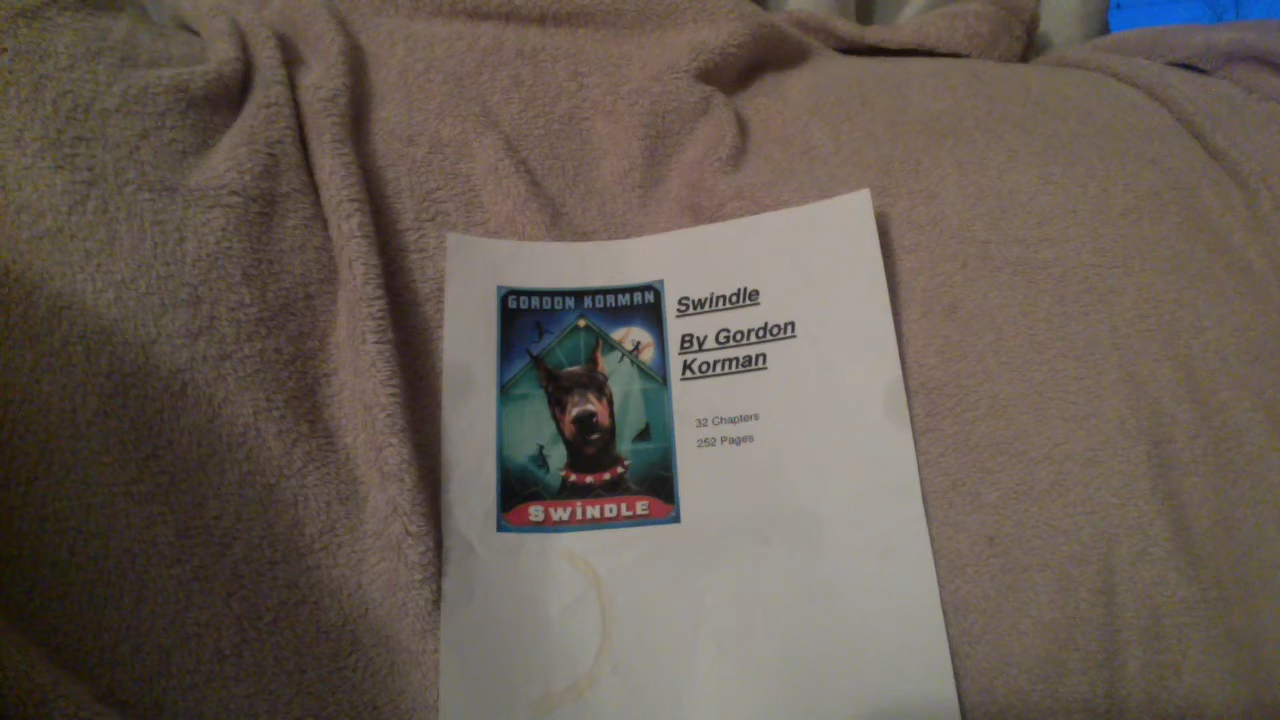 GORDON KORMAN
SWiNDLE
Swindle
By Gordon
Korman
32 Chapters
252 Pages